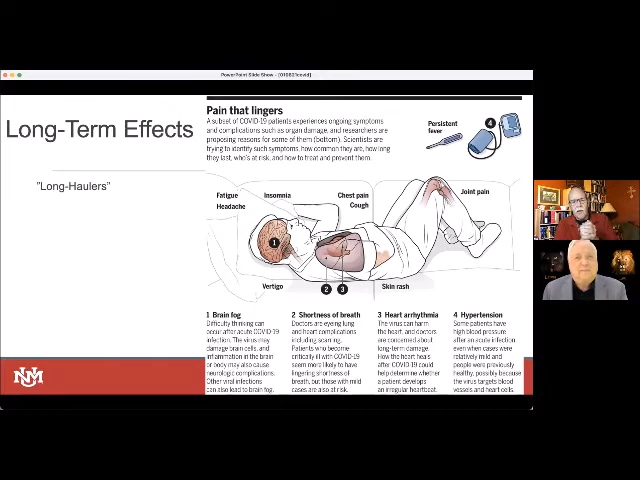 PowerPoint Slide Show - [010821covid]
Long-Term Effects
"Long-Haulers"
Pain that lingers
A subset of COVID-19 patients experiences ongoing symptoms
and complications such as organ damage, and researchers are
proposing reasons for some of them (bottom). Scientists are
trying to identify such symptoms, how common they are, how long
they last, who's at risk, and how to treat and prevent them.
Persistent
fever
4
Fatigue
Headache
Insomnia
Chest pain
Cough
Joint pain
1
Vertigo
2
3
Skin rash
1 Brain fog
Difficulty thinking can
occur after acute COVID-19
infection. The virus may
damage brain cells, and
inflammation in the brain
or body may also cause
neurologic complications.
Other viral infections
can also lead to brain fog.
2 Shortness of breath
Doctors are eyeing lung
and heart complications
including scarring.
Patients who become
critically ill with COVID-19
seem more likely to have
lingering shortness of
breath, but those with mild
cases are also at risk.
3 Heart arrhythmia
The virus can harm
the heart, and doctors
are concerned about
long-term damage.
How the heart heals
after COVID-19 could
help determine whether
a patient develops
an irregular heartbeat.
4 Hypertension
Some patients have
high blood pressure
after an acute infection
even when cases were
relatively mild and
people were previously
healthy, possibly because
the virus targets blood
vessels and heart cells.
NM